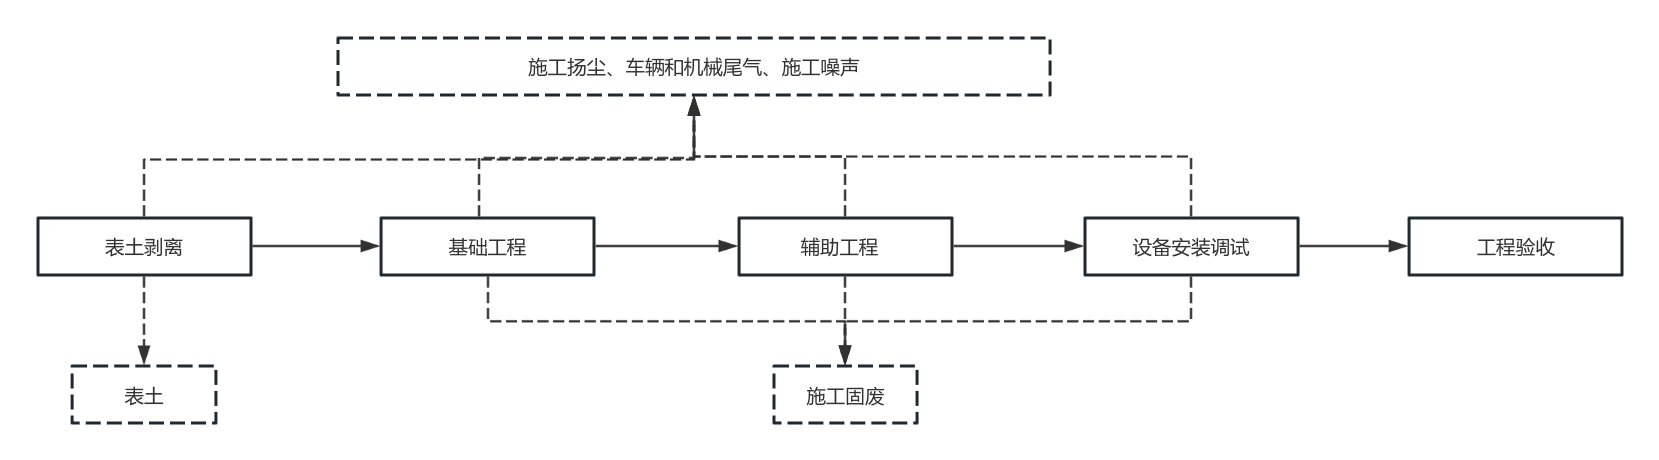 施工扬尘、车辆和机械尾气、施工噪声
表土剥离
基础工程
辅助工程
设备安装调试
工程验收
表土
施工固废